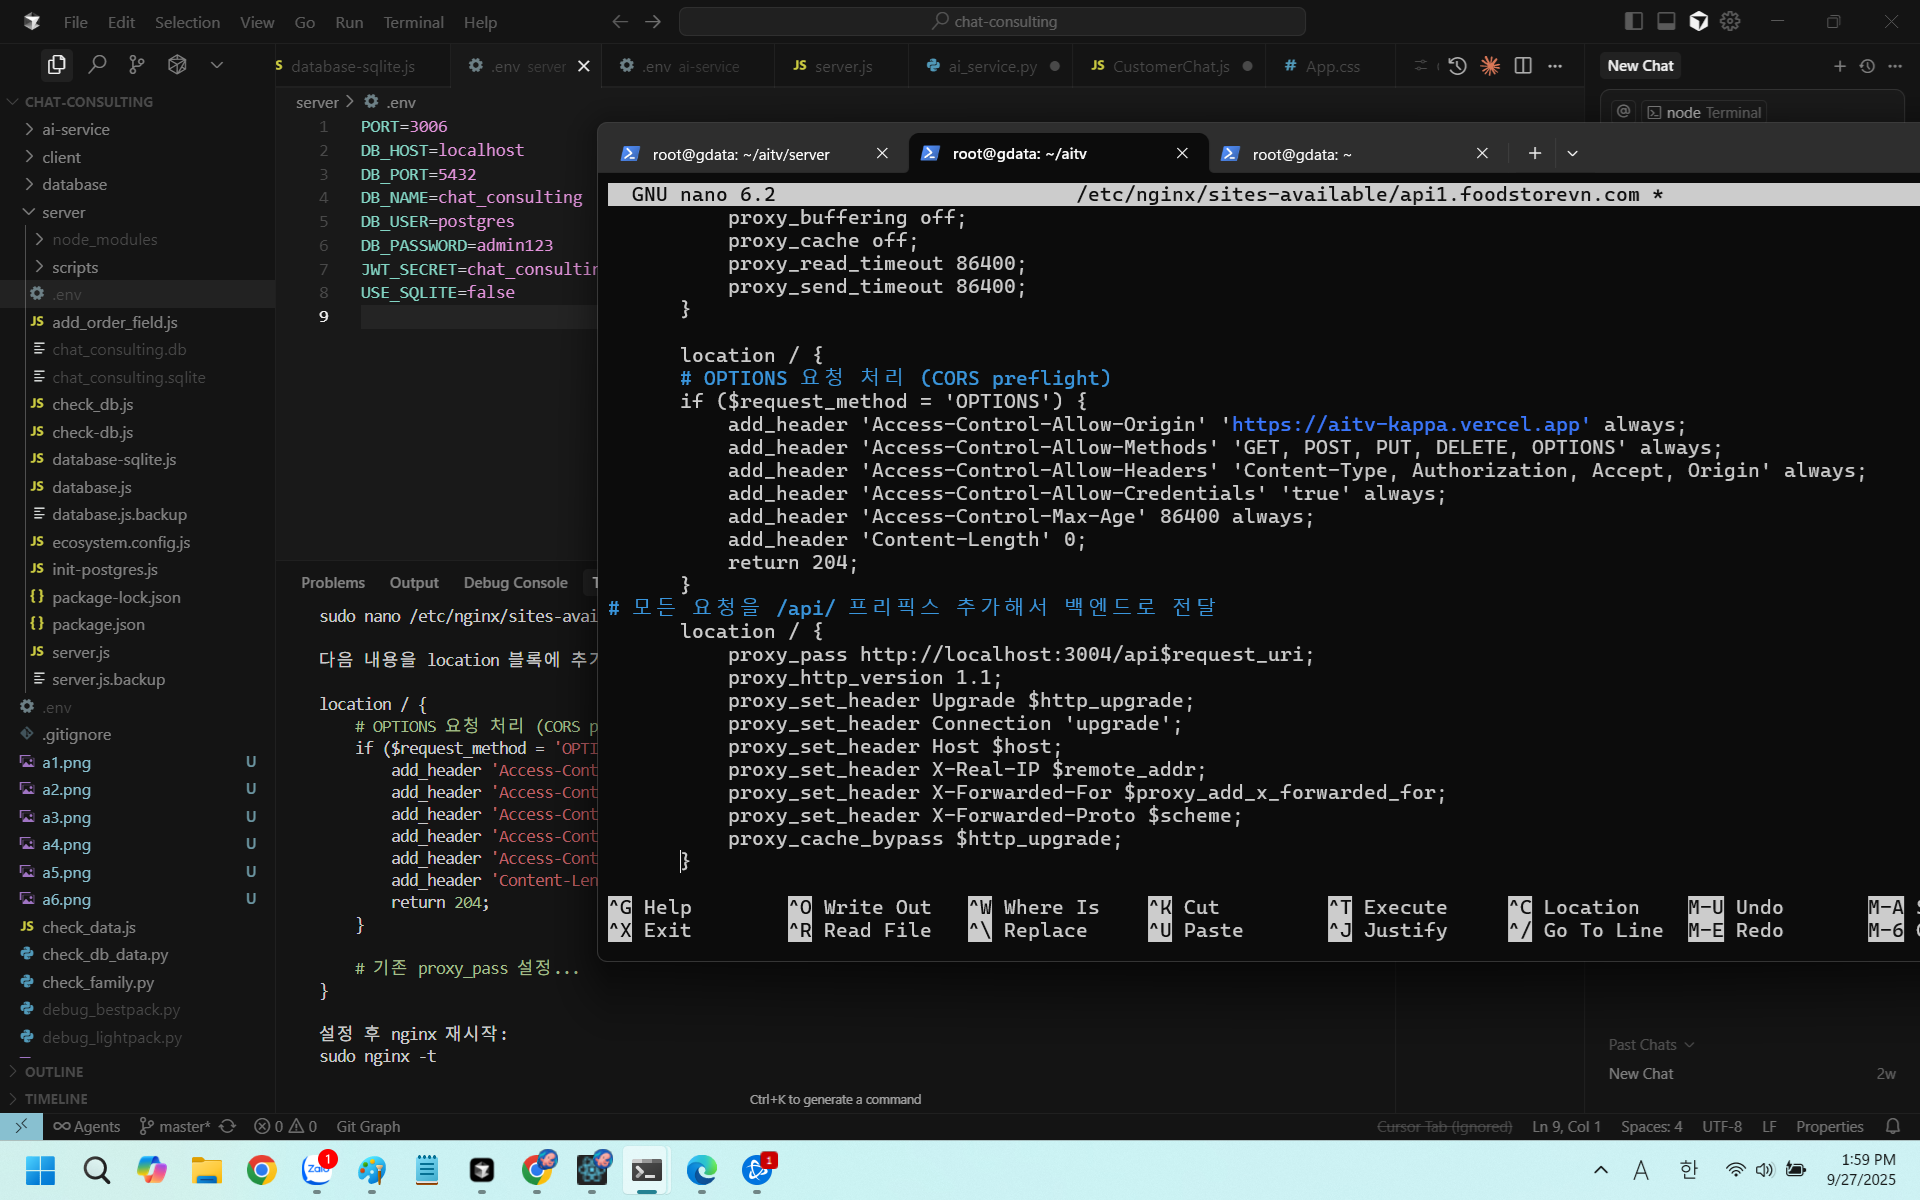 File Edit Selection View Go Run Terminal Help
chat-consulting
database-sqlite.js
.env server
.env ai-service
JS server.js
ai_service.py
JS CustomerChat.js
# App.css
New Chat
CHAT-CONSULTING
ai-service
client
database
server
node_modules
scripts
.env
JS add_order_field.js
chat_consulting.db
chat_consulting.sqlite
JS check_db.js
JS check-db.js
JS database-sqlite.js
JS database.js
database.js.backup
JS ecosystem.config.js
JS init-postgres.js
{} package-lock.json
{} package.json
JS server.js
server.js.backup
.env
.gitignore
a1.png U
a2.png U
a3.png U
a4.png U
a5.png U
a6.png U
JS check_data.js
check_db_data.py
check_family.py
debug_bestpack.py
debug_lightpack.py
OUTLINE
TIMELINE
server > .env
1 PORT=3006
2 DB_HOST=localhost
3 DB_PORT=5432
4 DB_NAME=chat_consulting
5 DB_USER=postgres
6 DB_PASSWORD=admin123
7 JWT_SECRET=chat_consultin
8 USE_SQLITE=false
9
Problems Output Debug Console T
sudo nano /etc/nginx/sites-avai
다음 내용을 location 블록에 추가
location / {
# OPTIONS 요청 처리 (CORS p
if ($request_method = 'OPTI
add_header 'Access-Cont
add_header 'Access-Cont
add_header 'Access-Cont
add_header 'Access-Cont
add_header 'Access-Cont
add_header 'Content-Len
return 204;
}
# 기존 proxy_pass 설정...
}
설정 후 nginx 재시작:
sudo nginx -t
Ctrl+K to generate a command
root@gdata: ~/aitv/server
root@gdata: ~/aitv
root@gdata: ~
GNU nano 6.2 /etc/nginx/sites-available/api1.foodstorevn.com *
proxy_buffering off;
proxy_cache off;
proxy_read_timeout 86400;
proxy_send_timeout 86400;
}
location / {
# OPTIONS 요청 처리 (CORS preflight)
if ($request_method = 'OPTIONS') {
add_header 'Access-Control-Allow-Origin' 'https://aitv-kappa.vercel.app' always;
add_header 'Access-Control-Allow-Methods' 'GET, POST, PUT, DELETE, OPTIONS' always;
add_header 'Access-Control-Allow-Headers' 'Content-Type, Authorization, Accept, Origin' always;
add_header 'Access-Control-Allow-Credentials' 'true' always;
add_header 'Access-Control-Max-Age' 86400 always;
add_header 'Content-Length' 0;
return 204;
}
# 모든 요청을 /api/ 프리픽스 추가해서 백엔드로 전달
location / {
proxy_pass http://localhost:3004/api$request_uri;
proxy_http_version 1.1;
proxy_set_header Upgrade $http_upgrade;
proxy_set_header Connection 'upgrade';
proxy_set_header Host $host;
proxy_set_header X-Real-IP $remote_addr;
proxy_set_header X-Forwarded-For $proxy_add_x_forwarded_for;
proxy_set_header X-Forwarded-Proto $scheme;
proxy_cache_bypass $http_upgrade;
}
^G Help ^O Write Out ^W Where Is ^K Cut ^T Execute ^C Location M-U Undo M-A S
^X Exit ^R Read File ^\ Replace ^U Paste ^J Justify ^/ Go To Line M-E Redo M-6
@ node Terminal
Past Chats
New Chat 2w
Agents master* 0 0 Git Graph
Cursor Tab (Ignored) Ln 9, Col 1 Spaces: 4 UTF-8 LF Properties
Zalo 1
1
A 한
1:59 PM
9/27/2025